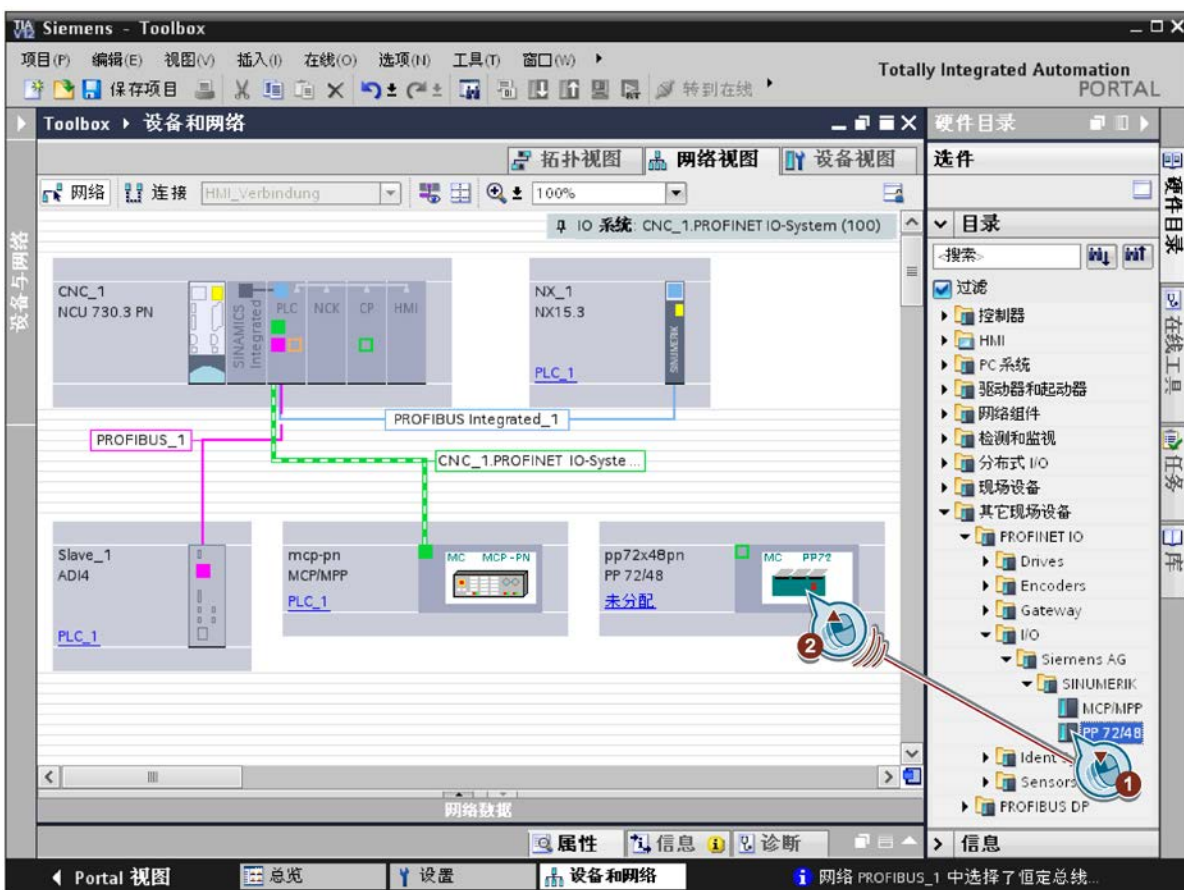 Siemens - Toolbox
项目(P) 编辑(E) 视图(V) 插入(I) 在线(O) 选项(N) 工具(T) 窗口(W)
Totally Integrated Automation
PORTAL
保存项目
转到在线
Toolbox 设备和网络
硬件目录
拓扑视图 网络视图 设备视图
选件
网络 连接 HMI_Verbindung 100%
IO 系统: CNC_1.PROFINET IO-System (100)
目录
<搜索>
过滤
控制器
HMI
PC 系统
驱动器和起动器
网络组件
检测和监视
分布式 I/O
现场设备
其它现场设备
PROFINET IO
Drives
Encoders
Gateway
I/O
Siemens AG
SINUMERIK
MCP/MPP
PP 72/48
Sensors
PROFIBUS DP
信息
设备与网络
CNC_1
NCU 730.3 PN
SINAMICS
Integrated
PLC NCK CP HMI
NX_1
NX15.3
PLC_1
SINUMERIK
PROFIBUS Integrated_1
PROFIBUS_1
CNC_1.PROFINET IO-Syste...
Slave_1
ADI4
PLC_1
mcp-pn
MCP/MPP
PLC_1
MC MCP-PN
pp72x48pn
PP 72/48
未分配
MC PP72
2
1
网络数据
属性 信息 诊断
硬件目录
在线工具
任务
库
Portal 视图 总览 设置 设备和网络
网络 PROFIBUS_1 中选择了恒定总线...